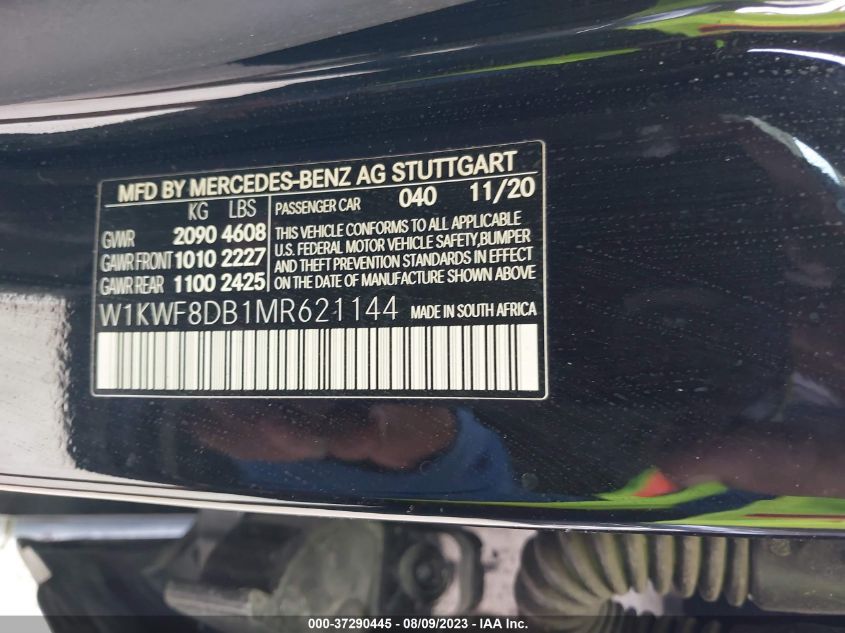 MFD BY MERCEDES-BENZ AG STUTTGART
KG LBS
GVWR 2090 4608
GAWR FRONT 1010 2227
GAWR REAR 1100 2425
PASSENGER CAR 040 11/20
THIS VEHICLE CONFORMS TO ALL APPLICABLE
U.S. FEDERAL MOTOR VEHICLE SAFETY,BUMPER
AND THEFT PREVENTION STANDARDS IN EFFECT
ON THE DATE OF MANUFACTURE SHOWN ABOVE
W1KWF8DB1MR621144 MADE IN SOUTH AFRICA
000-37290445 - 08/09/2023 - IAA Inc.